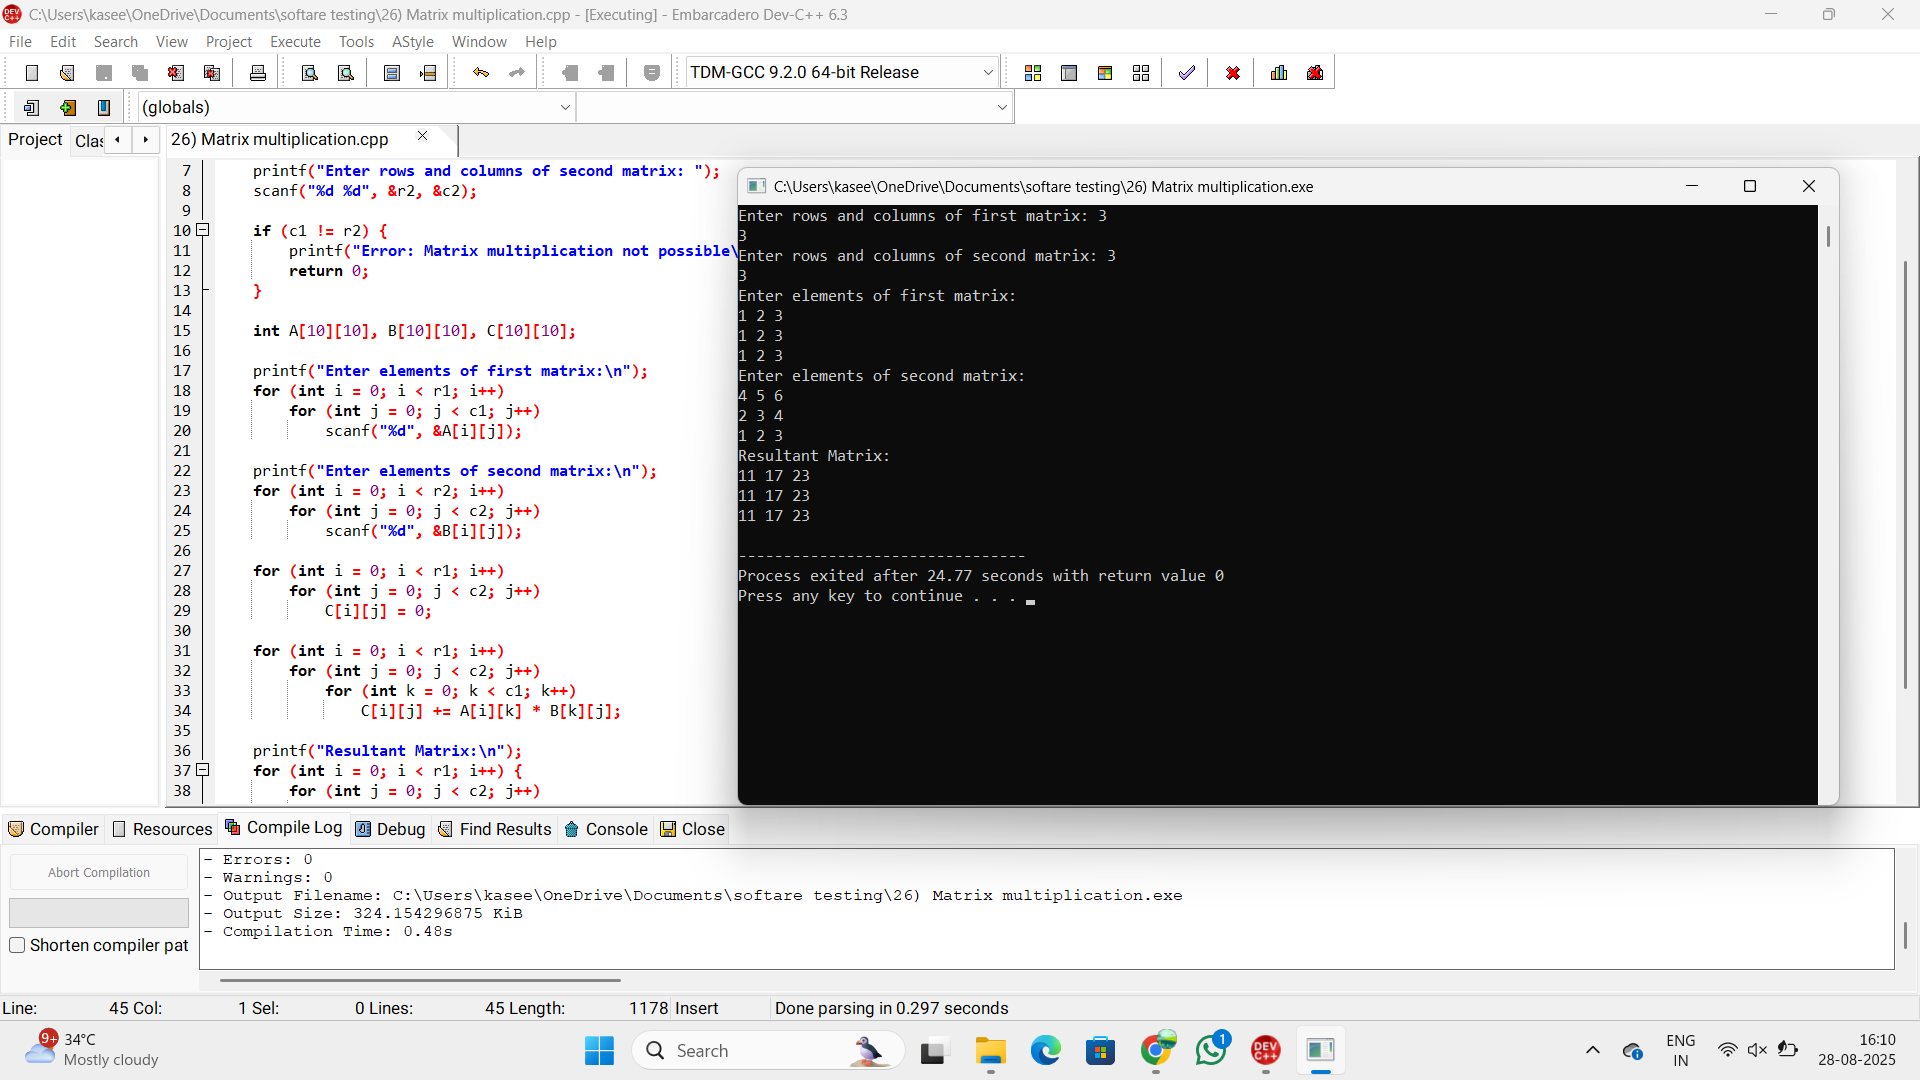 C:\Users\kasee\OneDrive\Documents\softare testing\26) Matrix multiplication.cpp - [Executing] - Embarcadero Dev-C++ 6.3
File Edit Search View Project Execute Tools AStyle Window Help
TDM-GCC 9.2.0 64-bit Release
(globals)
Project Clas 26) Matrix multiplication.cpp
7 printf("Enter rows and columns of second matrix: ");
8 scanf("%d %d", &r2, &c2);
9
10 if (c1 != r2) {
11 printf("Error: Matrix multiplication not possible\
12 return 0;
13 }
14
15 int A[10][10], B[10][10], C[10][10];
16
17 printf("Enter elements of first matrix:\n");
18 for (int i = 0; i < r1; i++)
19 for (int j = 0; j < c1; j++)
20 scanf("%d", &A[i][j]);
21
22 printf("Enter elements of second matrix:\n");
23 for (int i = 0; i < r2; i++)
24 for (int j = 0; j < c2; j++)
25 scanf("%d", &B[i][j]);
26
27 for (int i = 0; i < r1; i++)
28 for (int j = 0; j < c2; j++)
29 C[i][j] = 0;
30
31 for (int i = 0; i < r1; i++)
32 for (int j = 0; j < c2; j++)
33 for (int k = 0; k < c1; k++)
34 C[i][j] += A[i][k] * B[k][j];
35
36 printf("Resultant Matrix:\n");
37 for (int i = 0; i < r1; i++) {
38 for (int j = 0; j < c2; j++)
C:\Users\kasee\OneDrive\Documents\softare testing\26) Matrix multiplication.exe
Enter rows and columns of first matrix: 3
3
Enter rows and columns of second matrix: 3
3
Enter elements of first matrix:
1 2 3
1 2 3
1 2 3
Enter elements of second matrix:
4 5 6
2 3 4
1 2 3
Resultant Matrix:
11 17 23
11 17 23
11 17 23
--------------------------------
Process exited after 24.77 seconds with return value 0
Press any key to continue . . .
Compiler Resources Compile Log Debug Find Results Console Close
Abort Compilation
Shorten compiler pat
- Errors: 0
- Warnings: 0
- Output Filename: C:\Users\kasee\OneDrive\Documents\softare testing\26) Matrix multiplication.exe
- Output Size: 324.154296875 KiB
- Compilation Time: 0.48s
Line: 45 Col: 1 Sel: 0 Lines: 45 Length: 1178 Insert Done parsing in 0.297 seconds
9+ 34°C
Mostly cloudy
Search
DEV C++
1
ENG
IN
16:10
28-08-2025